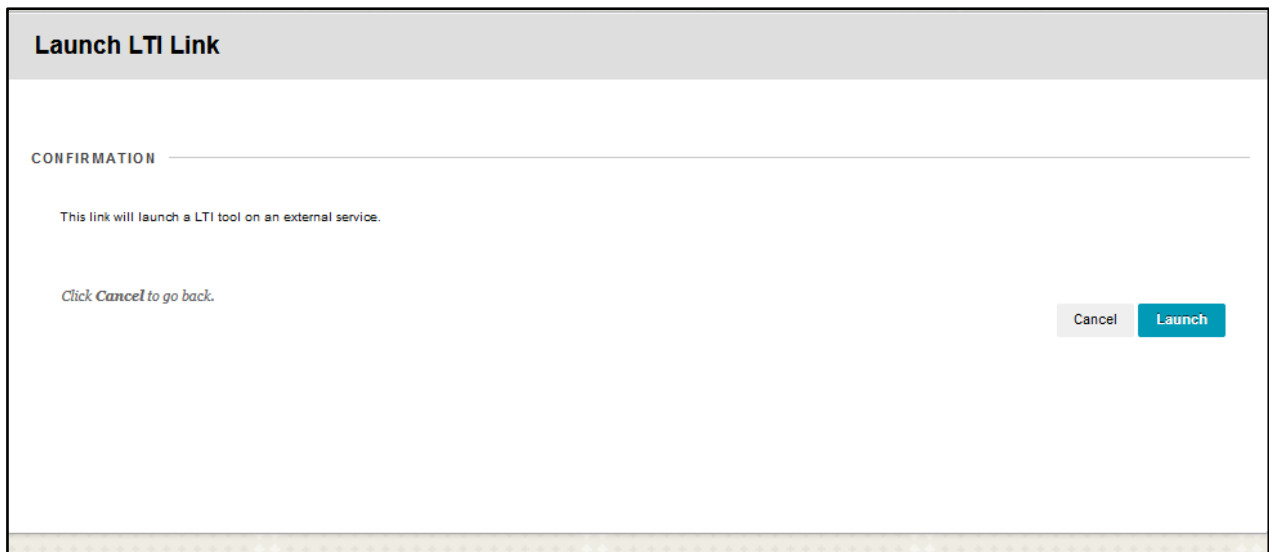 Launch LTI Link
CONFIRMATION
This link will launch a LTI tool on an external service.
Click Cancel to go back.
Cancel Launch